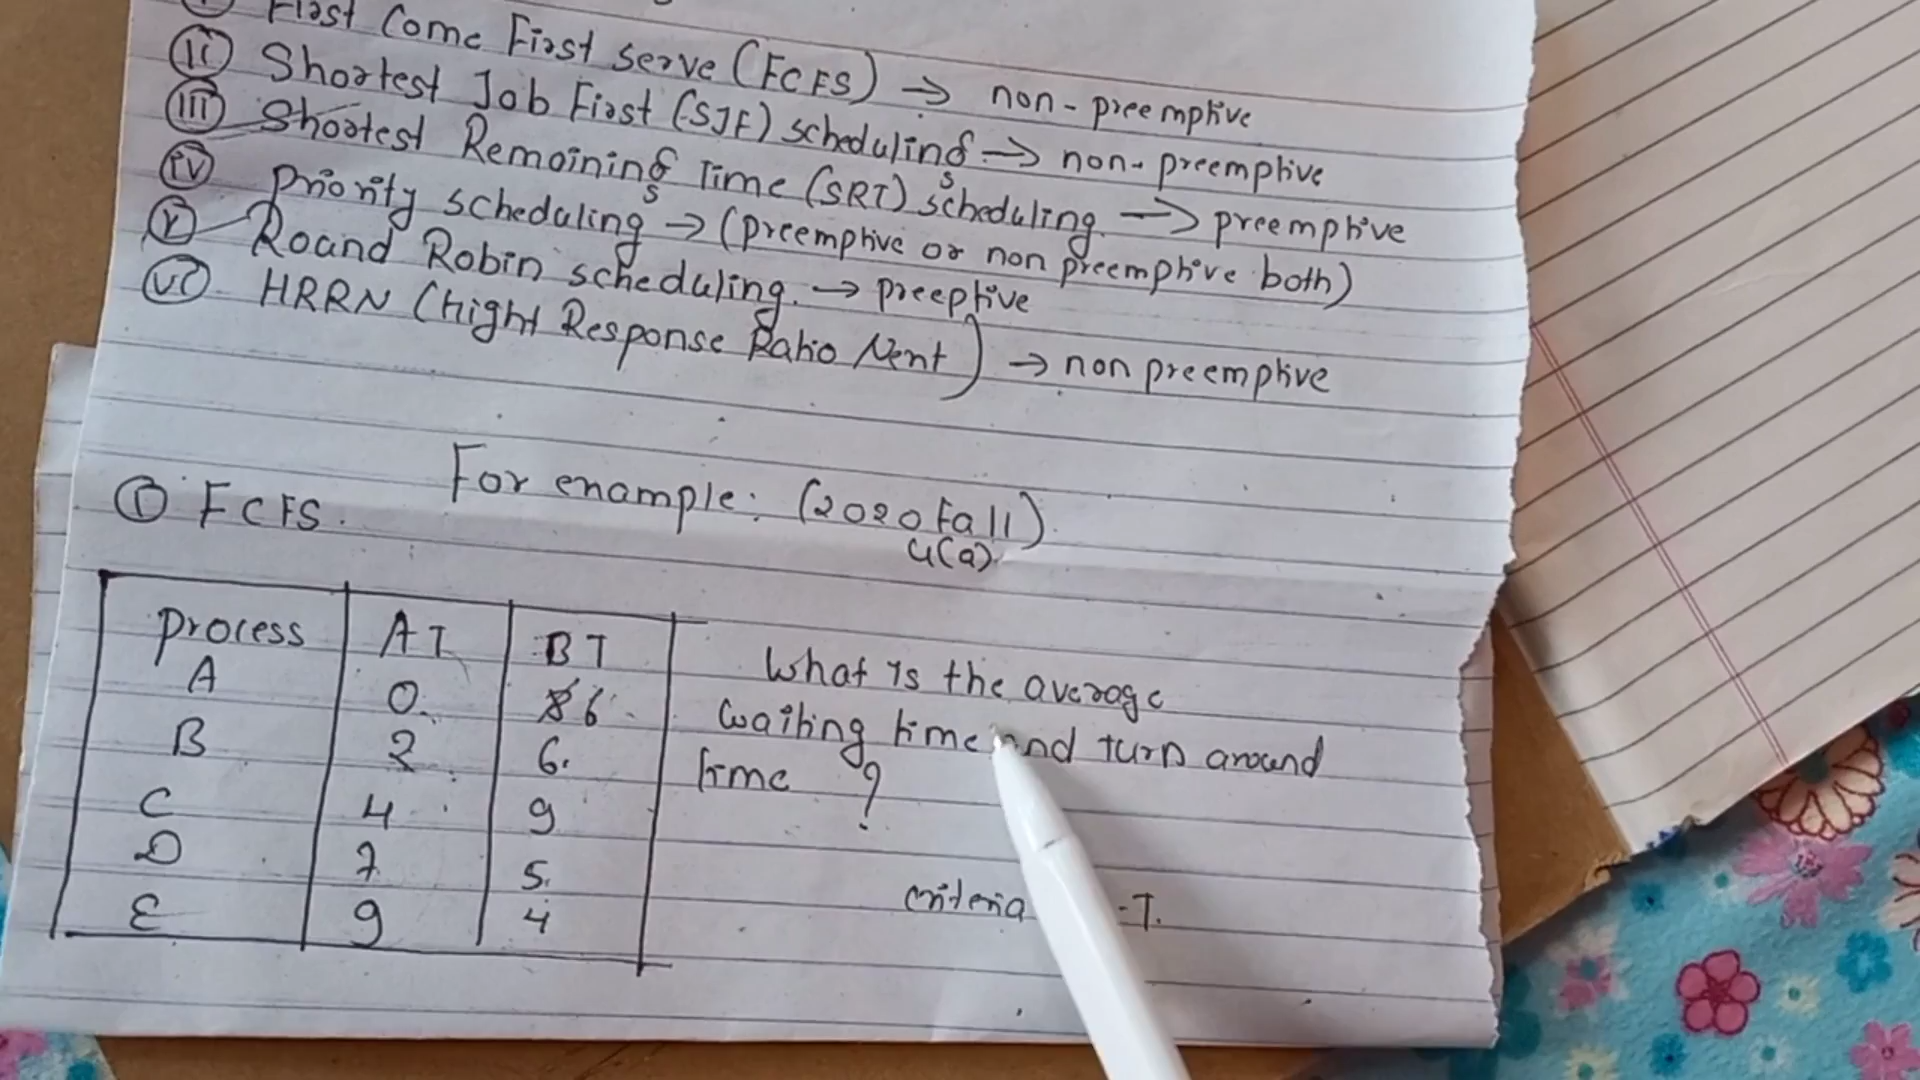 First Come First serve (FCFS) → non-preemptive
(ii) Shortest Job First (SJF) scheduling → non-preemptive
(iii) Shortest Remaining Time (SRT) scheduling → preemptive
(iv) Priority scheduling → (preemptive or non preemptive both)
(v) Round Robin scheduling. → preeptive
(vi) HRRN (hight Response Ratio Nent) → non preemptive
For enample: (2020 Fall)
4(a).
(i) FCFS.
Process AT BT
A 0 6
B 2 6
C 4 9
D 7 5
E 9 4
What is the average
waiting time and turn around
time ?
criteria -T.